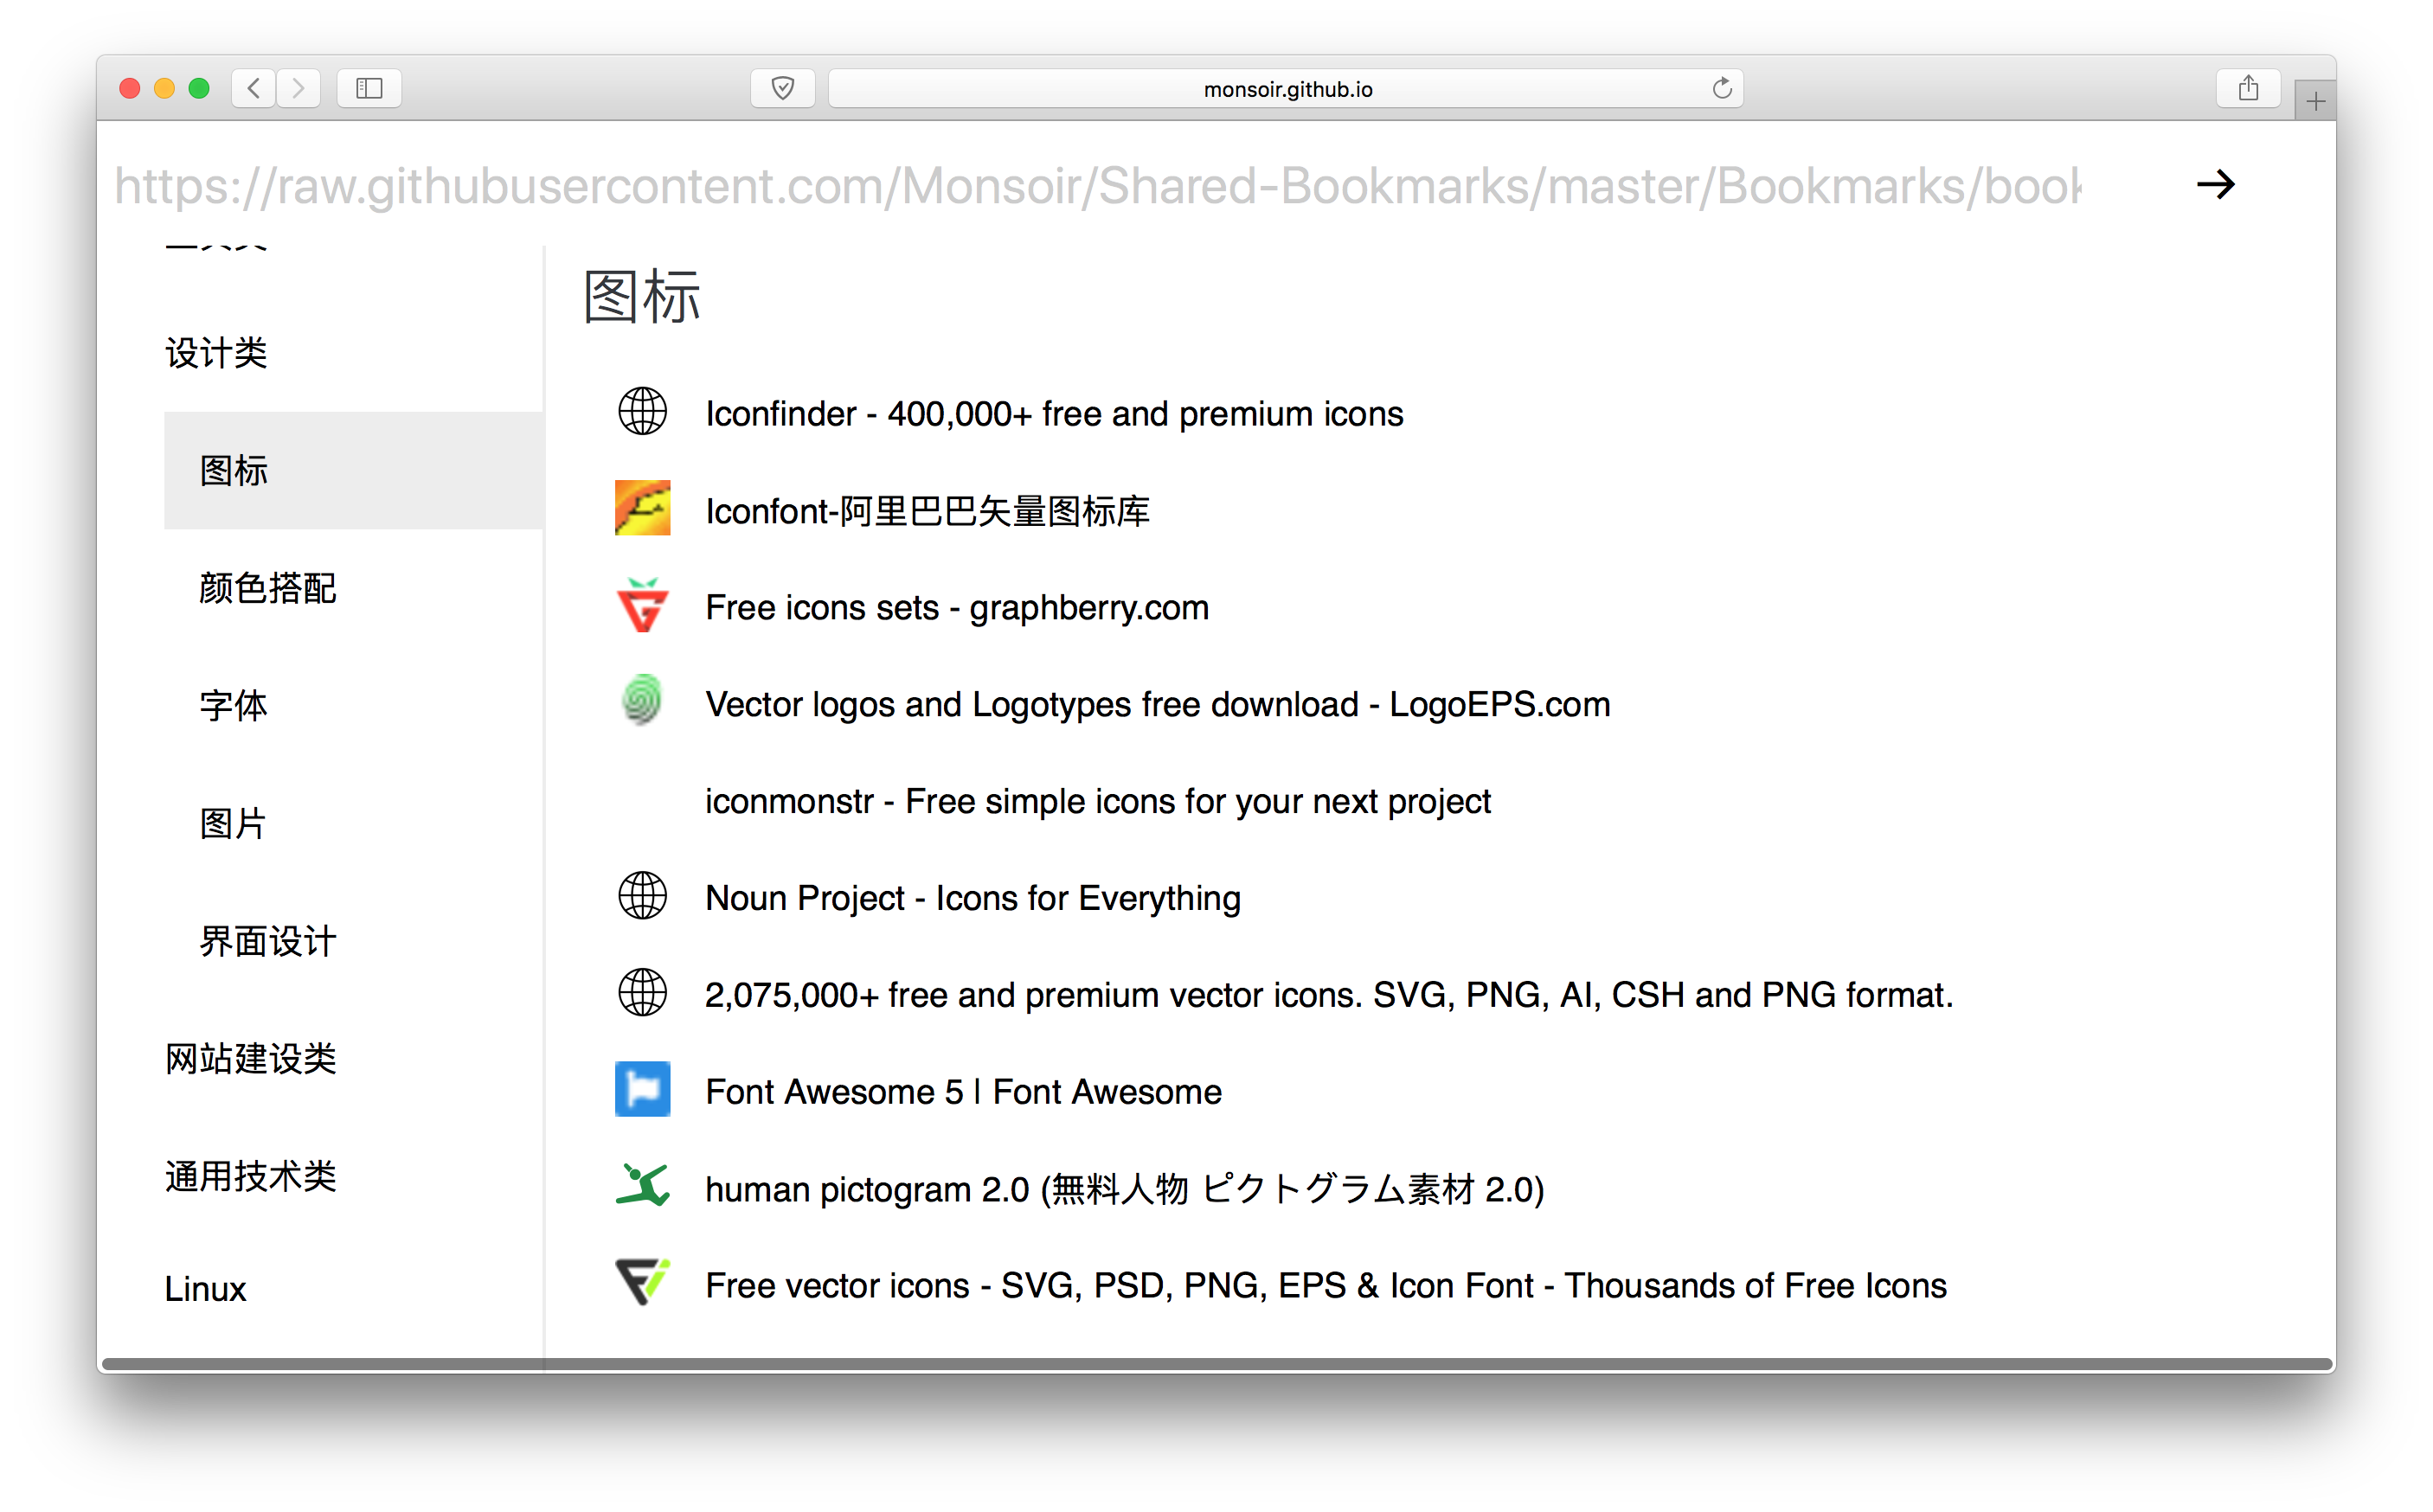 monsoir.github.io
https://raw.githubusercontent.com/Monsoir/Shared-Bookmarks/master/Bookmarks/book
设计类
图标
颜色搭配
字体
图片
界面设计
网站建设类
通用技术类
Linux
图标
Iconfinder - 400,000+ free and premium icons
Iconfont-阿里巴巴矢量图标库
Free icons sets - graphberry.com
Vector logos and Logotypes free download - LogoEPS.com
iconmonstr - Free simple icons for your next project
Noun Project - Icons for Everything
2,075,000+ free and premium vector icons. SVG, PNG, AI, CSH and PNG format.
Font Awesome 5 | Font Awesome
human pictogram 2.0 (無料人物 ピクトグラム素材 2.0)
Free vector icons - SVG, PSD, PNG, EPS & Icon Font - Thousands of Free Icons